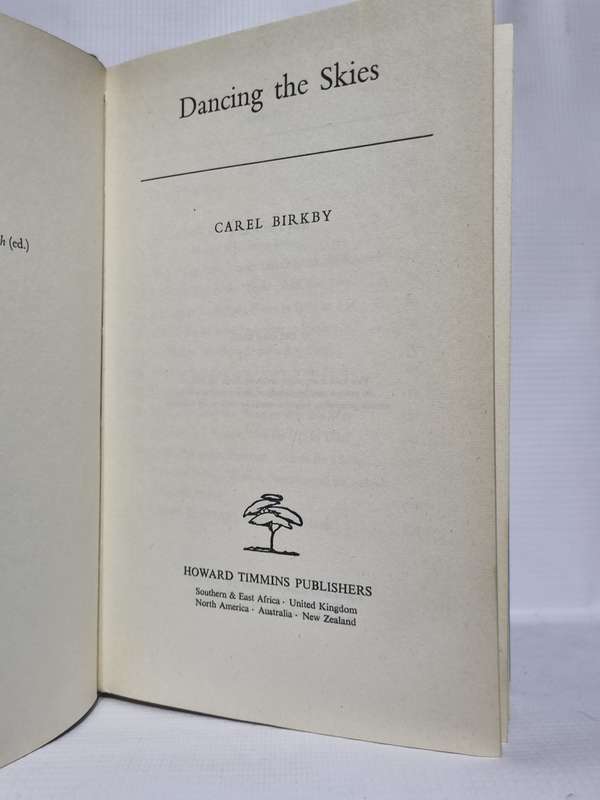 h (ed.)
Dancing the Skies
CAREL BIRKBY
HOWARD TIMMINS PUBLISHERS
Southern & East Africa · United Kingdom
North America · Australia · New Zealand